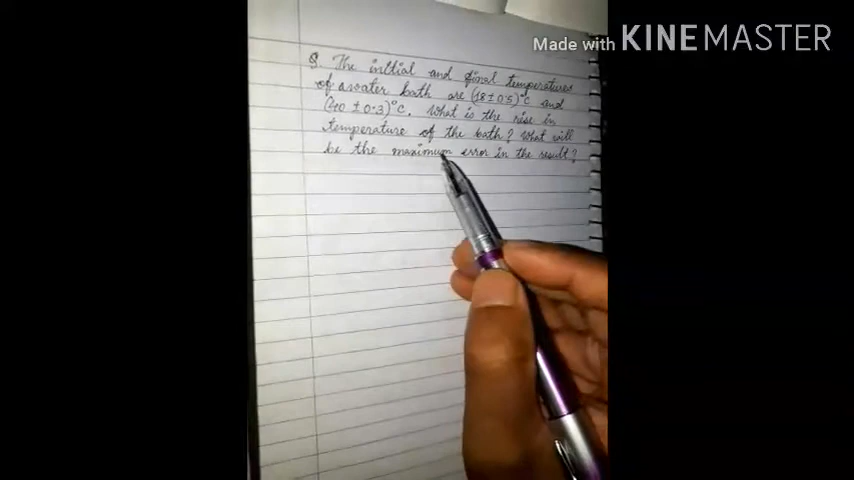 Made with KINEMASTER
Q. The initial and final temperatures
of a water bath are (18 ± 0.5)°C and
(40 ± 0.3)°C. What is the rise in
temperature of the bath? What will
be the maximum error in the result?